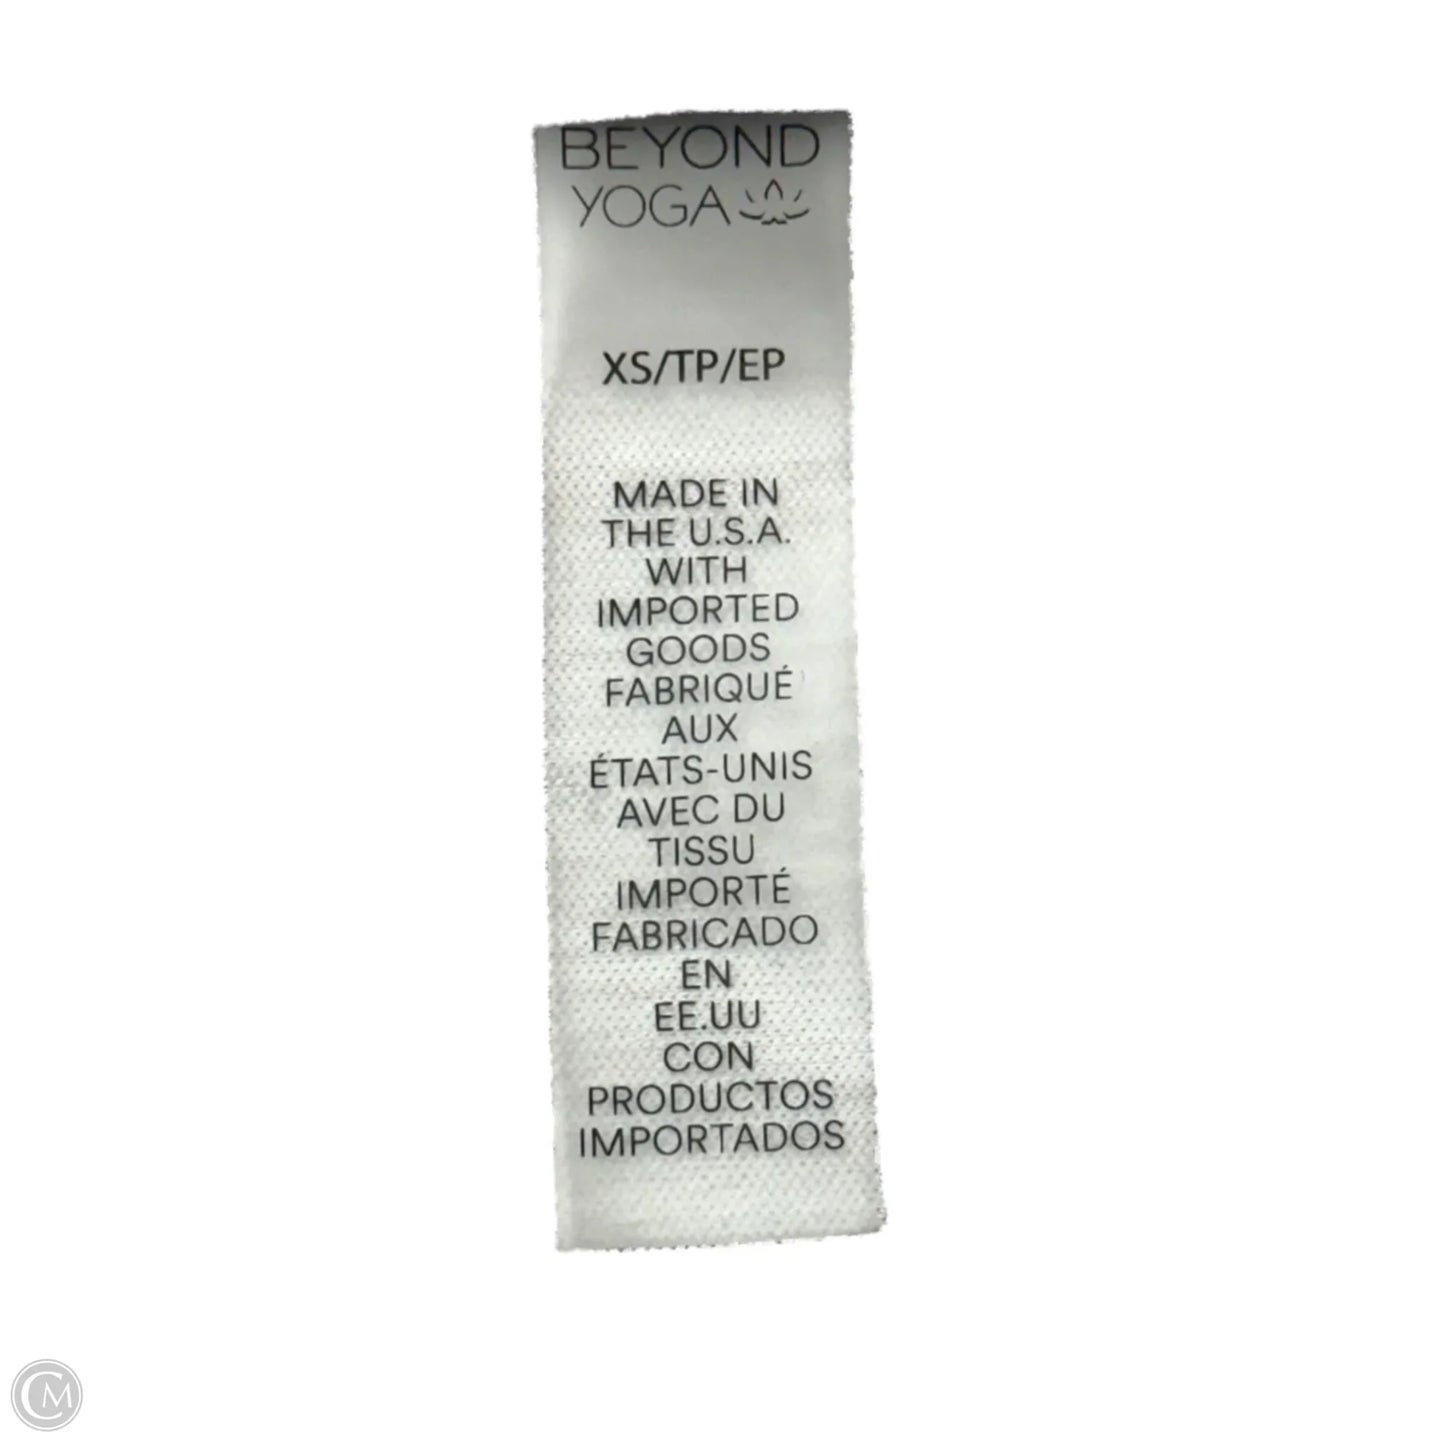 BEYOND
YOGA
XS/TP/EP
MADE IN
THE U.S.A.
WITH
IMPORTED
GOODS
FABRIQUÉ
AUX
ÉTATS-UNIS
AVEC DU
TISSU
IMPORTÉ
FABRICADO
EN
EE.UU
CON
PRODUCTOS
IMPORTADOS
CM